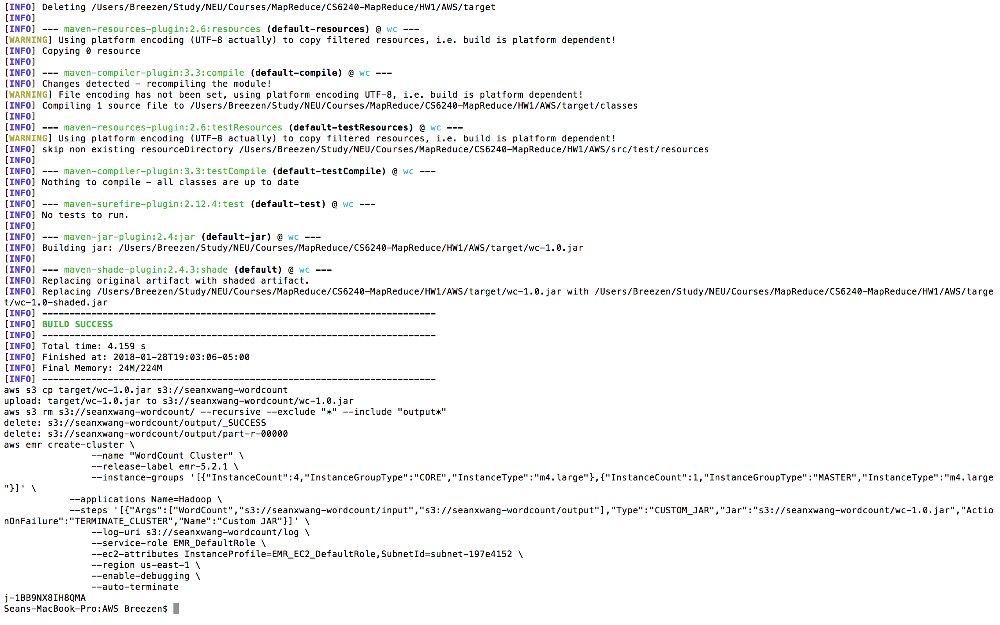 [INFO] Deleting /Users/Breezen/Study/NEU/Courses/MapReduce/CS6240-MapReduce/HW1/AWS/target
[INFO]
[INFO] --- maven-resources-plugin:2.6:resources (default-resources) @ wc ---
[WARNING] Using platform encoding (UTF-8 actually) to copy filtered resources, i.e. build is platform dependent!
[INFO] Copying 0 resource
[INFO]
[INFO] --- maven-compiler-plugin:3.3:compile (default-compile) @ wc ---
[INFO] Changes detected - recompiling the module!
[WARNING] File encoding has not been set, using platform encoding UTF-8, i.e. build is platform dependent!
[INFO] Compiling 1 source file to /Users/Breezen/Study/NEU/Courses/MapReduce/CS6240-MapReduce/HW1/AWS/target/classes
[INFO]
[INFO] --- maven-resources-plugin:2.6:testResources (default-testResources) @ wc ---
[WARNING] Using platform encoding (UTF-8 actually) to copy filtered resources, i.e. build is platform dependent!
[INFO] skip non existing resourceDirectory /Users/Breezen/Study/NEU/Courses/MapReduce/CS6240-MapReduce/HW1/AWS/src/test/resources
[INFO]
[INFO] --- maven-compiler-plugin:3.3:testCompile (default-testCompile) @ wc ---
[INFO] Nothing to compile - all classes are up to date
[INFO]
[INFO] --- maven-surefire-plugin:2.12.4:test (default-test) @ wc ---
[INFO] No tests to run.
[INFO]
[INFO] --- maven-jar-plugin:2.4:jar (default-jar) @ wc ---
[INFO] Building jar: /Users/Breezen/Study/NEU/Courses/MapReduce/CS6240-MapReduce/HW1/AWS/target/wc-1.0.jar
[INFO]
[INFO] --- maven-shade-plugin:2.4.3:shade (default) @ wc ---
[INFO] Replacing original artifact with shaded artifact.
[INFO] Replacing /Users/Breezen/Study/NEU/Courses/MapReduce/CS6240-MapReduce/HW1/AWS/target/wc-1.0.jar with /Users/Breezen/Study/NEU/Courses/MapReduce/CS6240-MapReduce/HW1/AWS/targe
t/wc-1.0-shaded.jar
[INFO] ------------------------------------------------------------------------
[INFO] BUILD SUCCESS
[INFO] ------------------------------------------------------------------------
[INFO] Total time: 4.159 s
[INFO] Finished at: 2018-01-28T19:03:06-05:00
[INFO] Final Memory: 24M/224M
[INFO] ------------------------------------------------------------------------
aws s3 cp target/wc-1.0.jar s3://seanxwang-wordcount
upload: target/wc-1.0.jar to s3://seanxwang-wordcount/wc-1.0.jar
aws s3 rm s3://seanxwang-wordcount/ --recursive --exclude "*" --include "output*"
delete: s3://seanxwang-wordcount/output/_SUCCESS
delete: s3://seanxwang-wordcount/output/part-r-00000
aws emr create-cluster \
--name "WordCount Cluster" \
--release-label emr-5.2.1 \
--instance-groups '[{"InstanceCount":4,"InstanceGroupType":"CORE","InstanceType":"m4.large"},{"InstanceCount":1,"InstanceGroupType":"MASTER","InstanceType":"m4.large
"}]' \
--applications Name=Hadoop \
--steps '[{"Args":["WordCount","s3://seanxwang-wordcount/input","s3://seanxwang-wordcount/output"],"Type":"CUSTOM_JAR","Jar":"s3://seanxwang-wordcount/wc-1.0.jar","Actio
nOnFailure":"TERMINATE_CLUSTER","Name":"Custom JAR"}]' \
--log-uri s3://seanxwang-wordcount/log \
--service-role EMR_DefaultRole \
--ec2-attributes InstanceProfile=EMR_EC2_DefaultRole,SubnetId=subnet-197e4152 \
--region us-east-1 \
--enable-debugging \
--auto-terminate
j-1BB9NX8IH8QMA
Seans-MacBook-Pro:AWS Breezen$